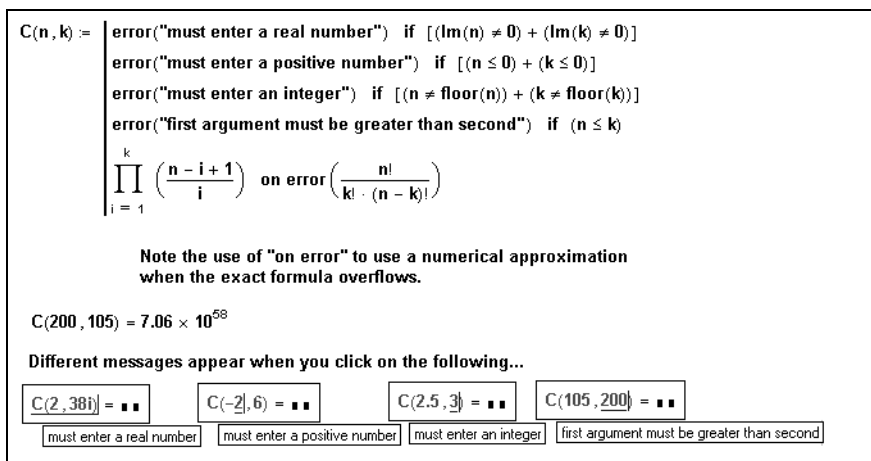 C(n , k) := error("must enter a real number") if [(Im(n) ≠ 0) + (Im(k) ≠ 0)]
error("must enter a positive number") if [(n ≤ 0) + (k ≤ 0)]
error("must enter an integer") if [(n ≠ floor(n)) + (k ≠ floor(k))]
error("first argument must be greater than second") if (n ≤ k)
∏_{i = 1}^{k} ((n − i + 1)/i) on error (n!/(k! · (n − k)!))
Note the use of "on error" to use a numerical approximation
when the exact formula overflows.
C(200 , 105) = 7.06 × 10^58
Different messages appear when you click on the following...
C(2 , 38i) = ▪ ▪ C(−2 , 6) = ▪ ▪ C(2.5 , 3) = ▪ ▪ C(105 , 200) = ▪ ▪
must enter a real number must enter a positive number must enter an integer first argument must be greater than second